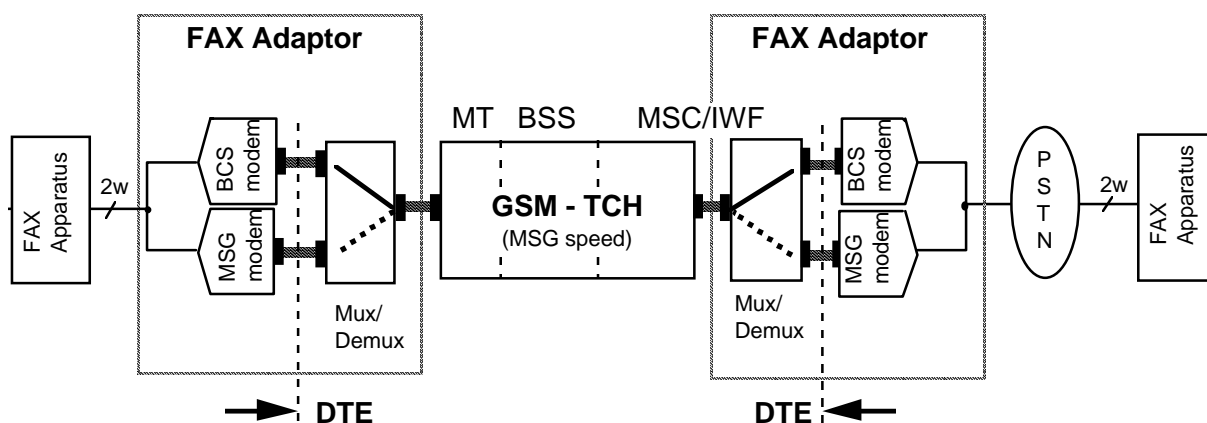 FAX Adaptor
FAX Adaptor
MT BSS MSC/IWF
FAX
Apparatus
2w
BCS
modem
MSG
modem
Mux/
Demux
GSM - TCH
(MSG speed)
Mux/
Demux
BCS
modem
MSG
modem
PSTN
2w
FAX
Apparatus
DTE
DTE